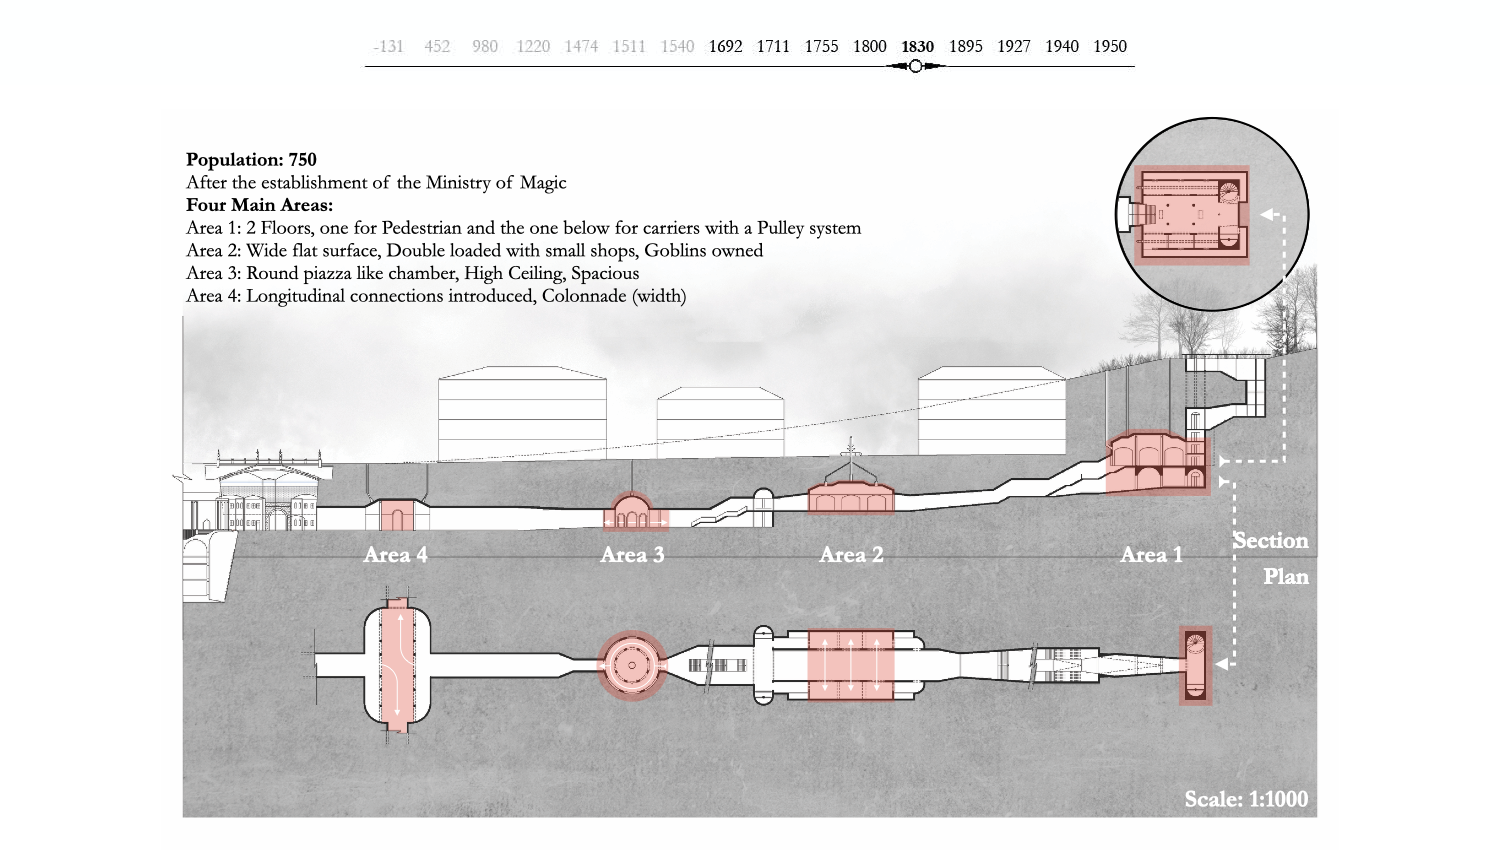 -131 452 980 1220 1474 1511 1540 1692 1711 1755 1800 1830 1895 1927 1940 1950
Population: 750
After the establishment of the Ministry of Magic
Four Main Areas:
Area 1: 2 Floors, one for Pedestrian and the one below for carriers with a Pulley system
Area 2: Wide flat surface, Double loaded with small shops, Goblins owned
Area 3: Round piazza like chamber, High Ceiling, Spacious
Area 4: Longitudinal connections introduced, Colonnade (width)
Area 4 Area 3 Area 2 Area 1
Section
Plan
Scale: 1:1000